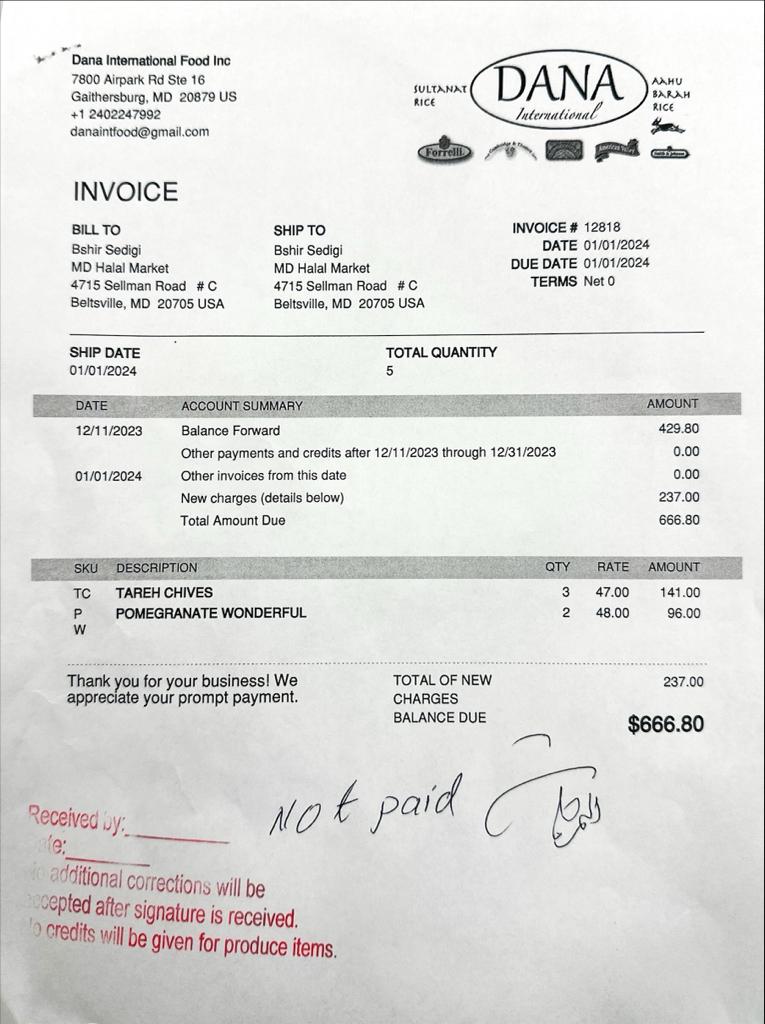 Dana International Food Inc
7800 Airpark Rd Ste 16
Gaithersburg, MD 20879 US
+1 2402247992
danaintfood@gmail.com
SULTANAT
RICE
DANA
International
AAHU
BARAH
RICE
Forrelli
INVOICE
BILL TO
Bshir Sedigi
MD Halal Market
4715 Sellman Road # C
Beltsville, MD 20705 USA
SHIP TO
Bshir Sedigi
MD Halal Market
4715 Sellman Road # C
Beltsville, MD 20705 USA
INVOICE # 12818
DATE 01/01/2024
DUE DATE 01/01/2024
TERMS Net 0
SHIP DATE
01/01/2024
TOTAL QUANTITY
5
DATE ACCOUNT SUMMARY AMOUNT
12/11/2023 Balance Forward 429.80
Other payments and credits after 12/11/2023 through 12/31/2023 0.00
01/01/2024 Other invoices from this date 0.00
New charges (details below) 237.00
Total Amount Due 666.80
SKU DESCRIPTION QTY RATE AMOUNT
TC TAREH CHIVES 3 47.00 141.00
P POMEGRANATE WONDERFUL 2 48.00 96.00
W
Thank you for your business! We
appreciate your prompt payment.
TOTAL OF NEW 237.00
CHARGES
BALANCE DUE $666.80
Not paid
Received by:
additional corrections will be
after signature is received.
credits will be given for produce items.